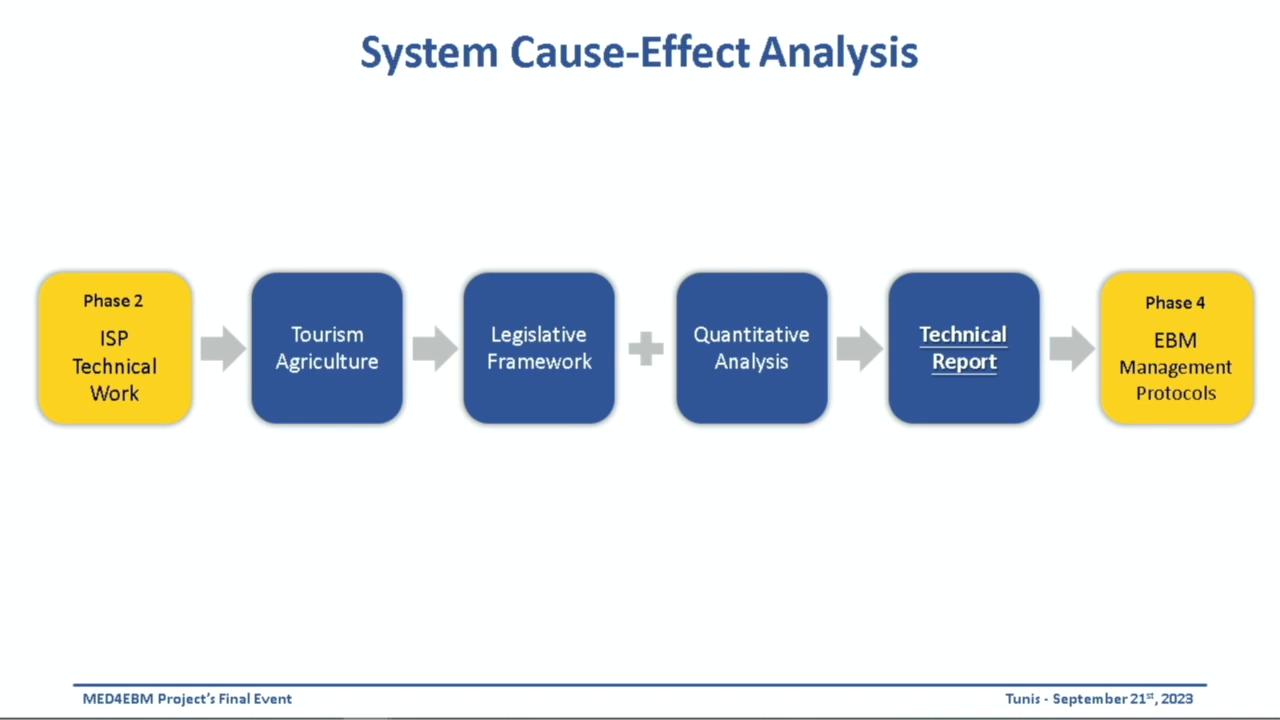 System Cause-Effect Analysis
Phase 2
ISP
Technical
Work
Tourism
Agriculture
Legislative
Framework
Quantitative
Analysis
Technical
Report
Phase 4
EBM
Management
Protocols
MED4EBM Project's Final Event
Tunis - September 21st, 2023